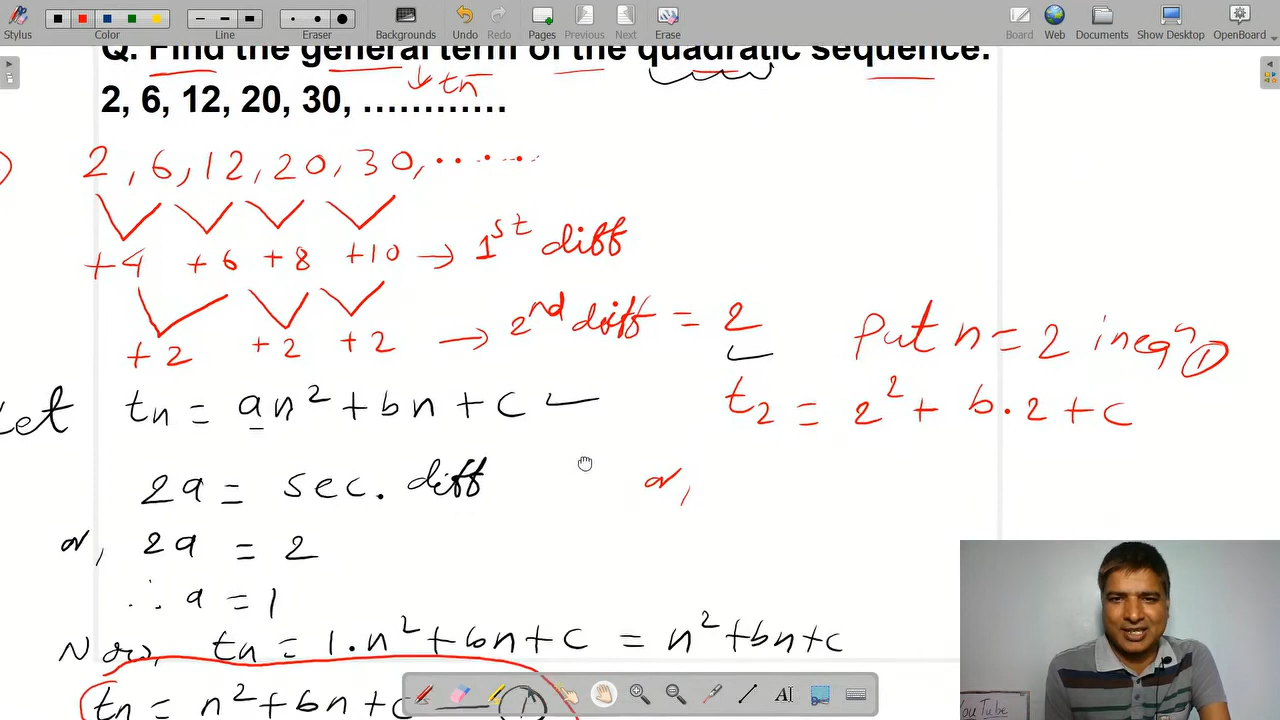 Stylus Color Line Eraser Backgrounds Undo Redo Pages Previous Next Erase Board Web Documents Show Desktop OpenBoard
Q. Find the general term of the quadratic sequence.
tn
2, 6, 12, 20, 30, …………
2, 6, 12, 20, 30, ......
+4 +6 +8 +10 → 1st diff
+2 +2 +2 → 2nd diff = 2
Let tn = an² + bn + c
2a = sec. diff
or, 2a = 2
∴ a = 1
Now, tn = 1.n² + bn + c = n² + bn + c
tn = n² + bn + c
Put n = 2 in eqn 1
t2 = 2² + b.2 + c
or,
YouTube